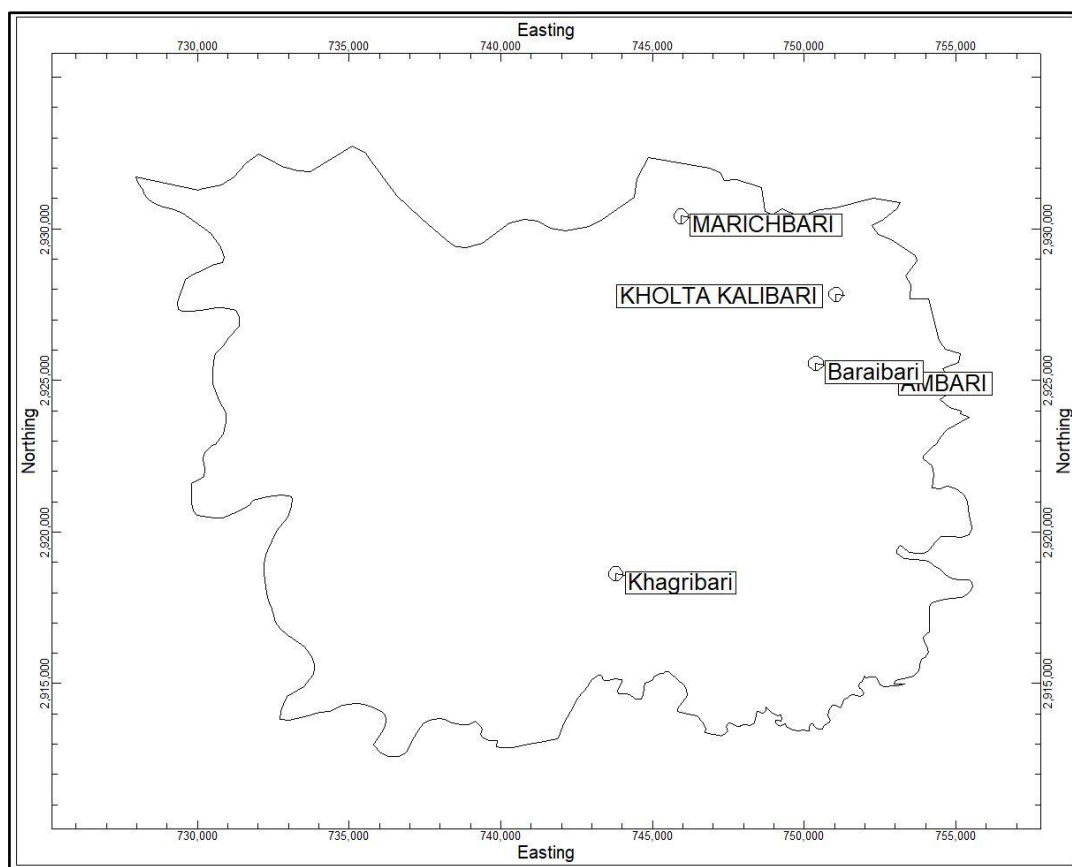 Easting
730,000 735,000 740,000 745,000 750,000 755,000
2,930,000
2,930,000
MARICHBARI
KHOLTA KALIBARI
2,925,000
2,925,000
Baraibari
AMBARI
Northing
Northing
2,920,000
2,920,000
Khagribari
2,915,000
2,915,000
730,000 735,000 740,000 745,000 750,000 755,000
Easting